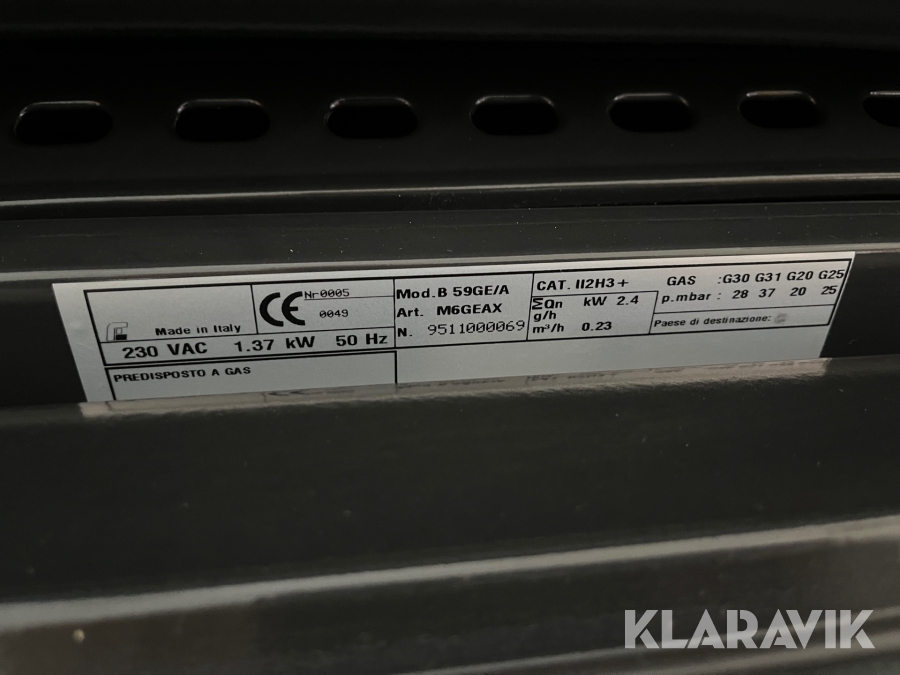 Made in Italy
CE Nr 0005
0049
230 VAC 1.37 kW 50 Hz
PREDISPOSTO A GAS
Mod. B 59GE/A
Art. M6GEAX
N. 9511000069
CAT. II2H3+
ΣQn kW 2.4
g/h
m³/h 0.23
GAS :G30 G31 G20 G25
p.mbar : 28 37 20 25
Paese di destinazione:
KLARAVIK